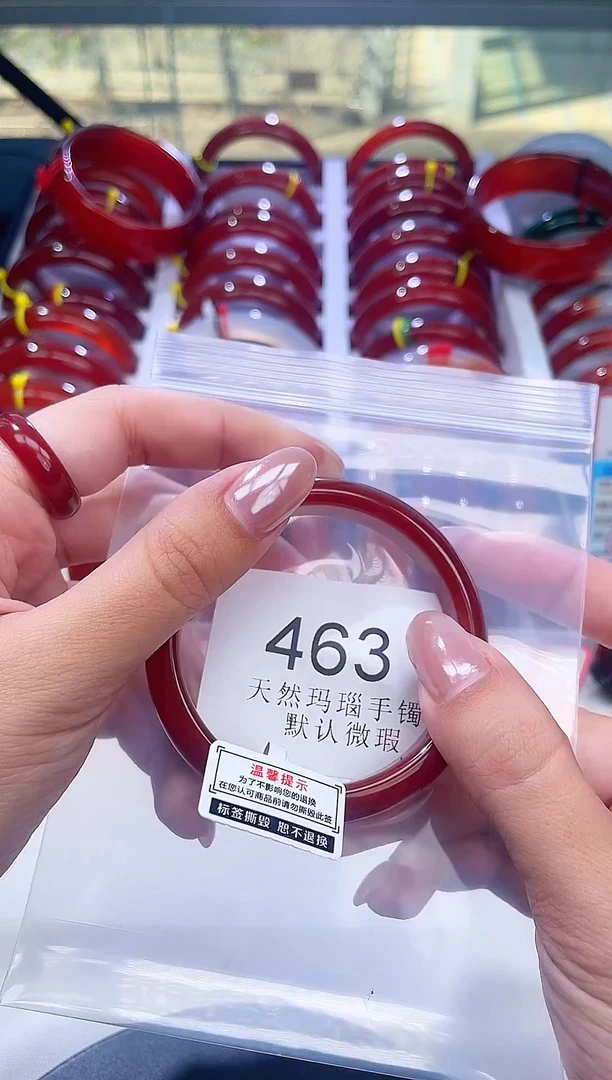 463
天然玛瑙手镯
默认微瑕
温馨提示
为了不影响您的退换
在您认可商品前请勿撕毁此签
标签撕毁 恕不退换